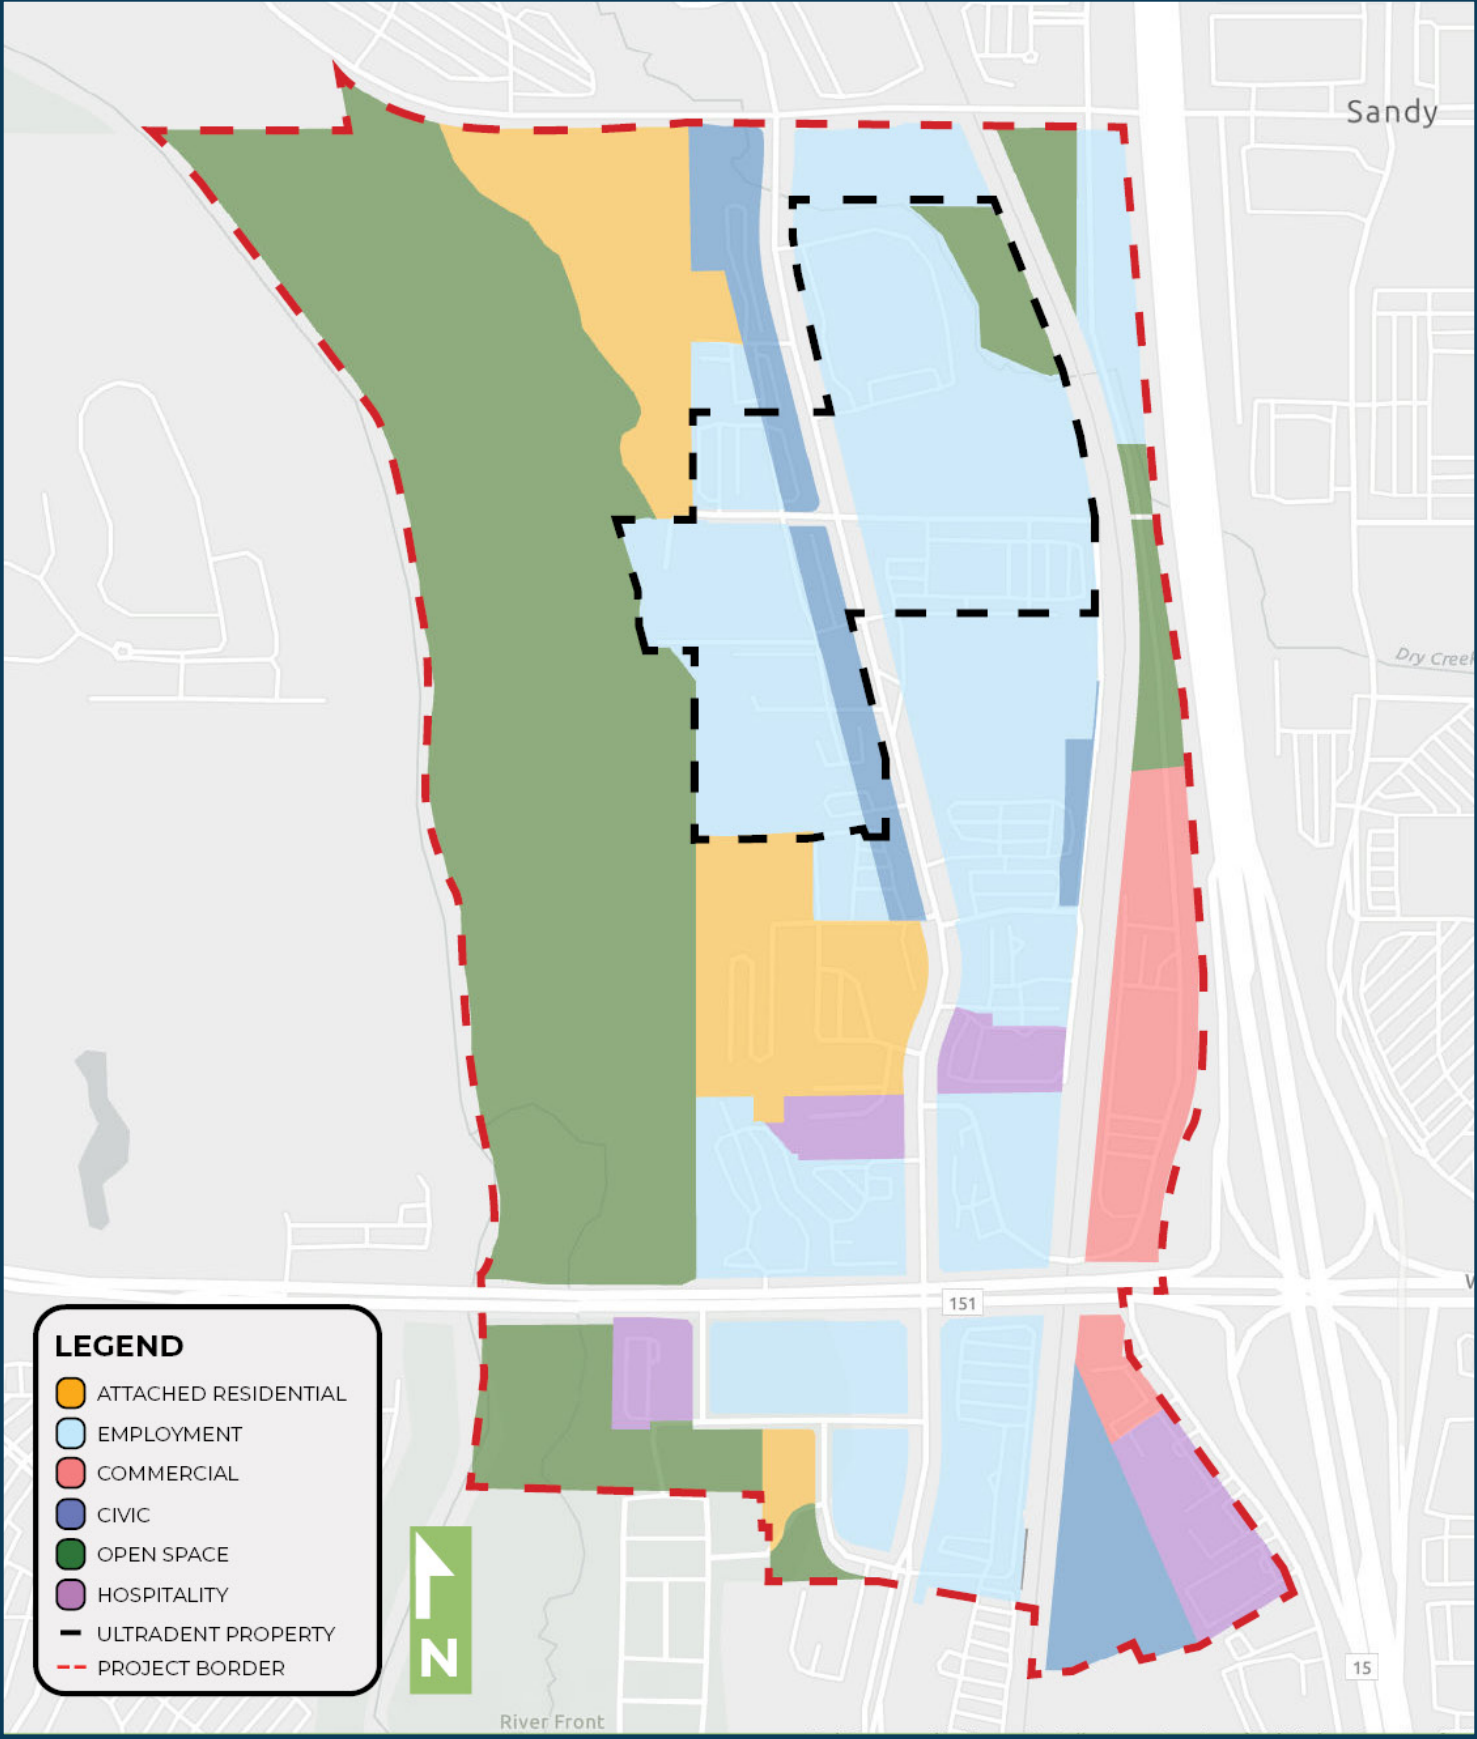 Sandy
Dry Creek
151
LEGEND
ATTACHED RESIDENTIAL
EMPLOYMENT
COMMERCIAL
CIVIC
OPEN SPACE
HOSPITALITY
ULTRADENT PROPERTY
PROJECT BORDER
N
15
River Front